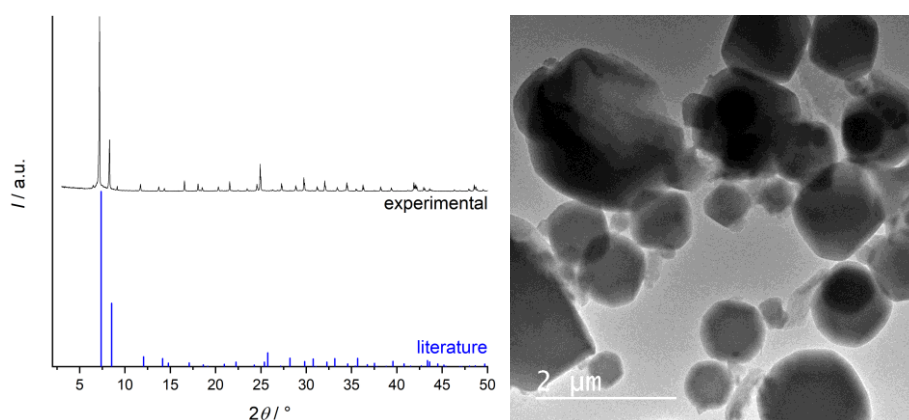 I / a.u.
experimental
literature
5 10 15 20 25 30 35 40 45 50
2θ / °
2 µm